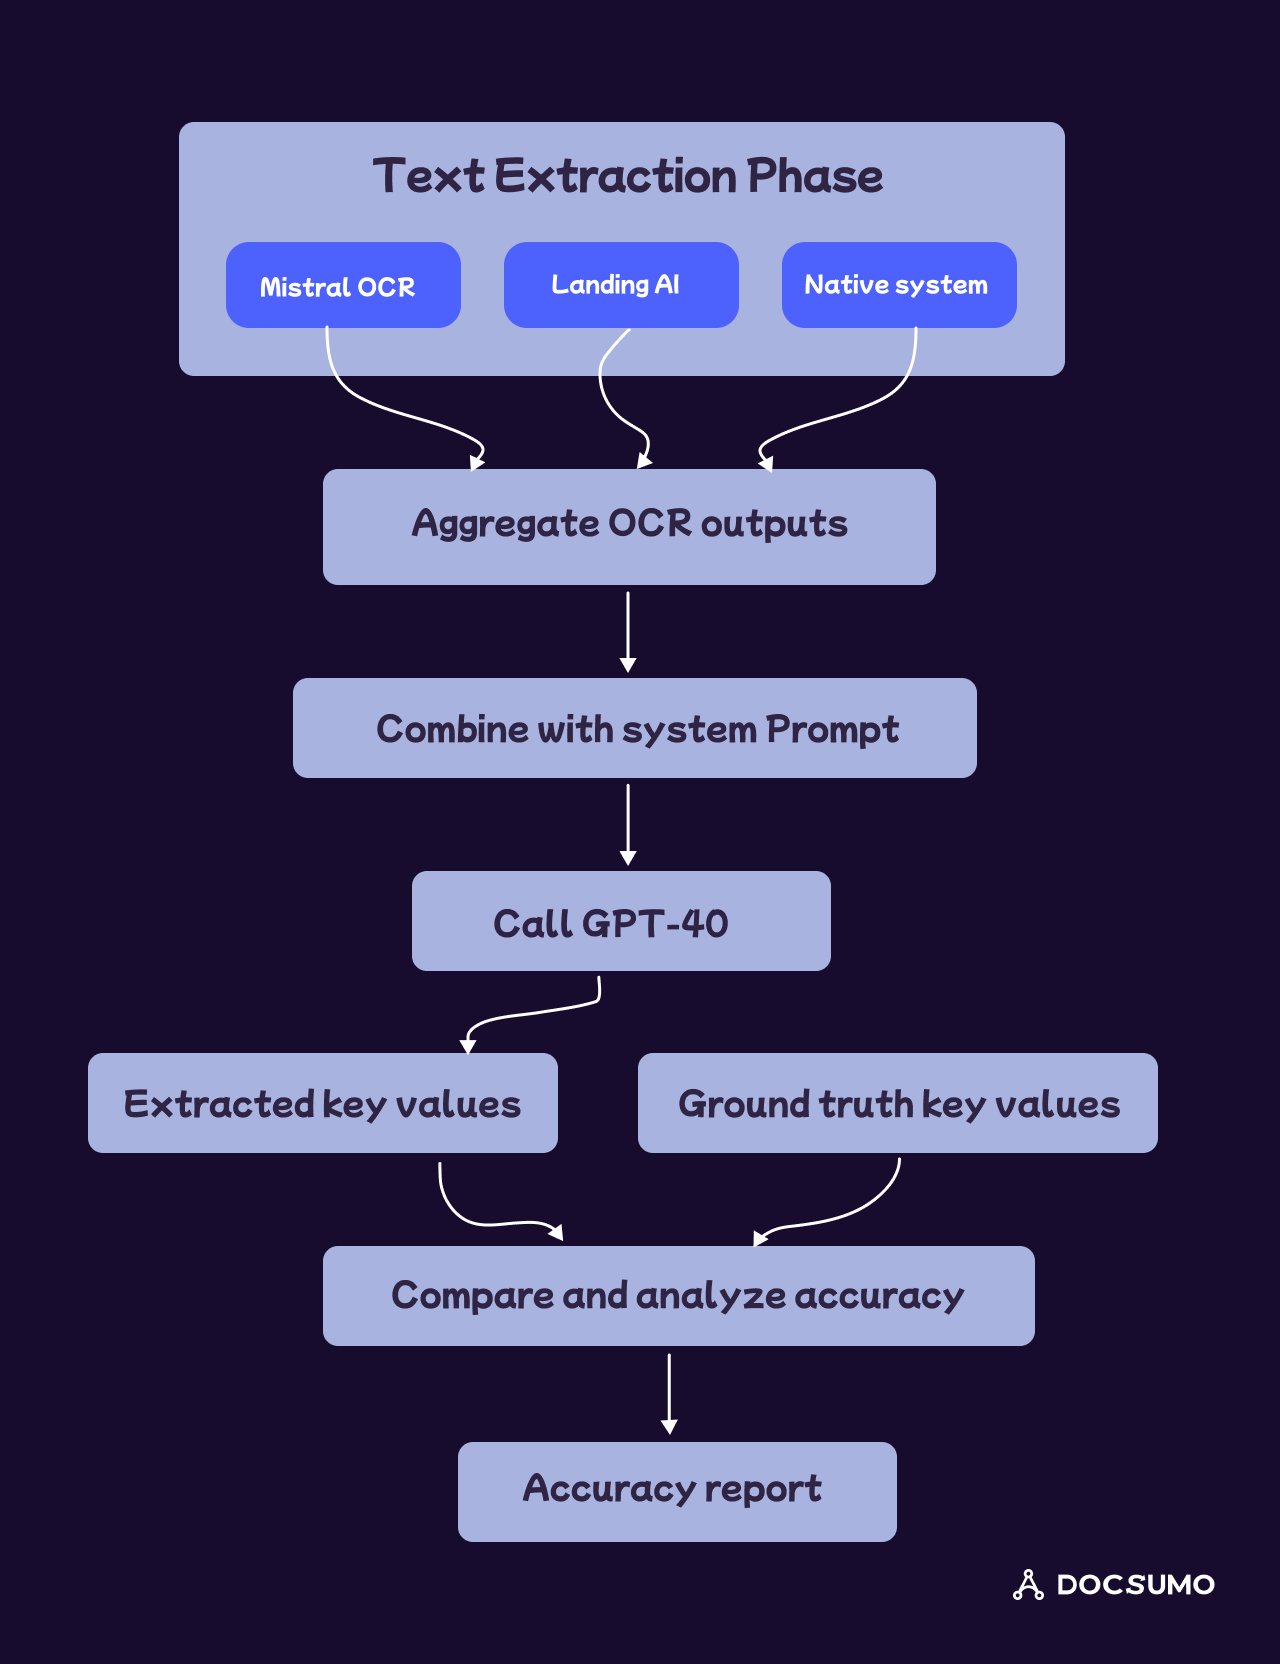 Text Extraction Phase
Mistral OCR
Landing AI
Native system
Aggregate OCR outputs
Combine with system Prompt
Call GPT-40
Extracted key values
Ground truth key values
Compare and analyze accuracy
Accuracy report
DOCSUMO